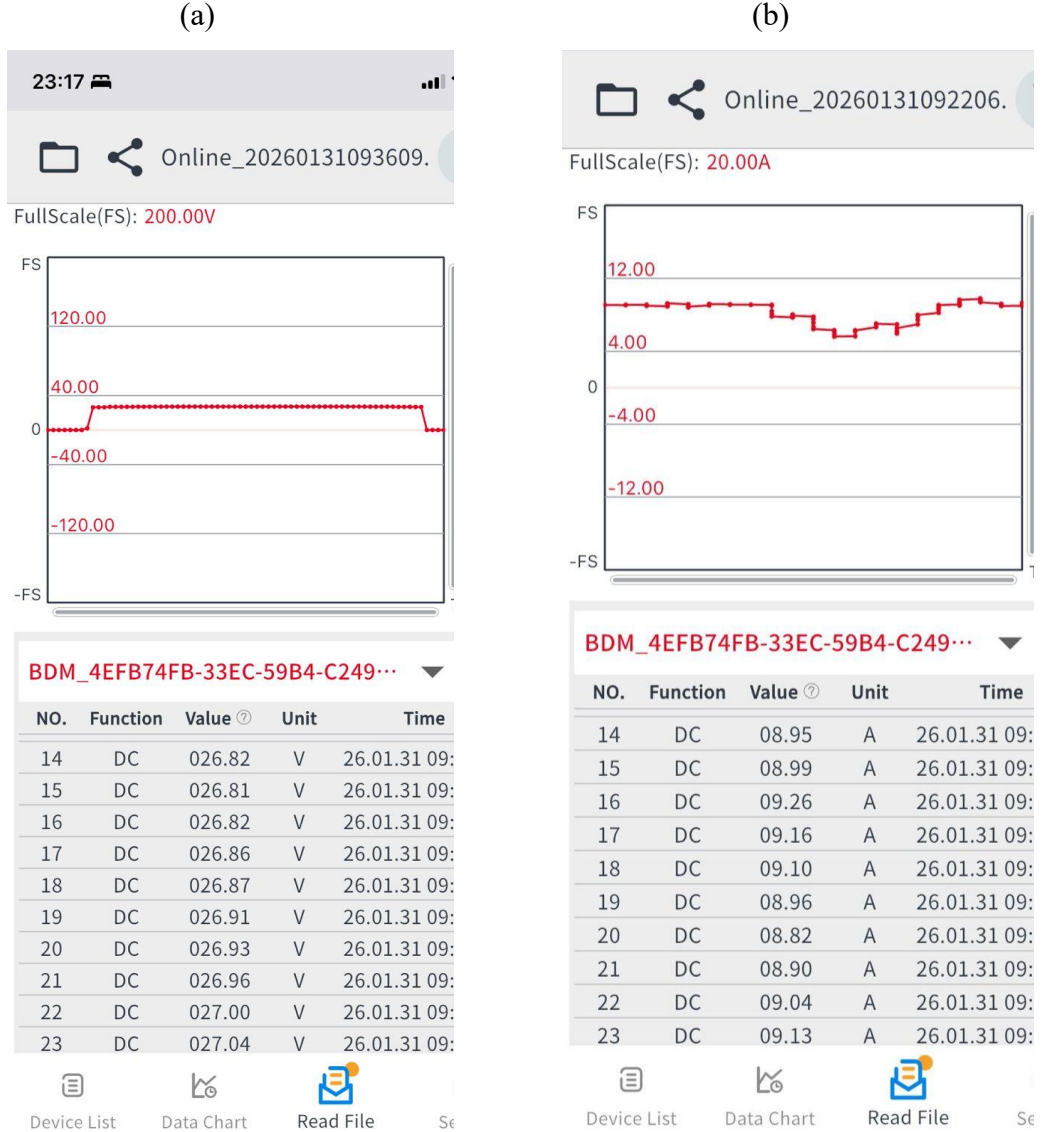 (a)
23:17
Online_20260131093609.
FullScale(FS): 200.00V
FS
120.00
40.00
0
-40.00
-120.00
-FS
BDM_4EFB74FB-33EC-59B4-C249···
NO. Function Value ? Unit Time
14 DC 026.82 V 26.01.31 09:
15 DC 026.81 V 26.01.31 09:
16 DC 026.82 V 26.01.31 09:
17 DC 026.86 V 26.01.31 09:
18 DC 026.87 V 26.01.31 09:
19 DC 026.91 V 26.01.31 09:
20 DC 026.93 V 26.01.31 09:
21 DC 026.96 V 26.01.31 09:
22 DC 027.00 V 26.01.31 09:
23 DC 027.04 V 26.01.31 09:
Device List Data Chart Read File
(b)
Online_20260131092206.
FullScale(FS): 20.00A
FS
12.00
4.00
0
-4.00
-12.00
-FS
BDM_4EFB74FB-33EC-59B4-C249···
NO. Function Value ? Unit Time
14 DC 08.95 A 26.01.31 09:
15 DC 08.99 A 26.01.31 09:
16 DC 09.26 A 26.01.31 09:
17 DC 09.16 A 26.01.31 09:
18 DC 09.10 A 26.01.31 09:
19 DC 08.96 A 26.01.31 09:
20 DC 08.82 A 26.01.31 09:
21 DC 08.90 A 26.01.31 09:
22 DC 09.04 A 26.01.31 09:
23 DC 09.13 A 26.01.31 09:
Device List Data Chart Read File